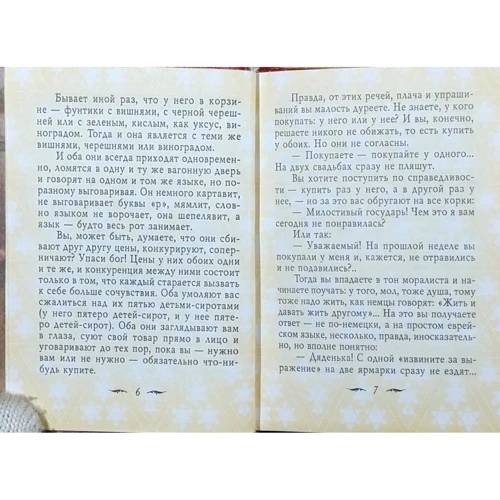 Бывает иной раз, что у него в корзи-
не — фунтики с вишнями, с черной череш-
ней или с зеленым, кислым, как уксус, ви-
ноградом. Тогда и она является с теми же
вишнями, черешнями или виноградом.
И оба они всегда приходят одновремен-
но, ломятся в одну и ту же вагонную дверь
и говорят на одном и том же языке, но по-
разному выговаривая. Он немного картавит,
не выговаривает буквы «р», мямлит, слов-
но языком не ворочает, она шепелявит, а
язык — будто весь рот занимает.
Вы, может быть, думаете, что они сби-
вают друг другу цены, конкурируют, сопер-
ничают? Упаси бог! Цены у них обоих одни
и те же, и конкуренция между ними состоит
только в том, что каждый старается вызвать
к себе больше сочувствия. Оба умоляют вас
сжалиться над их пятью детьми-сиротами
(у него пятеро детей-сирот, и у нее пяте-
ро детей-сирот). Оба они заглядывают вам
в глаза, суют свой товар прямо в лицо и
уговаривают до тех пор, пока вы — нужно
вам или не нужно — обязательно что-ни-
будь купите.
6
Правда, от этих речей, плача и упраши-
ваний вы малость дуреете. Не знаете, у кого
покупать: у него или у нее? И вы, конечно,
решаете никого не обижать, то есть купить
у обоих. Но они не согласны.
— Покупаете — покупайте у одного...
На двух свадьбах сразу не пляшут.
Вы хотите поступить по справедливо-
сти — купить раз у него, а в другой раз у
нее, — но за это вас обругают на все корки:
— Милостивый государь! Чем это я вам
сегодня не понравилась?
Или так:
— Уважаемый! На прошлой неделе вы
покупали у меня и, кажется, не отравились
и не подавились?..
Тогда вы впадаете в тон моралиста и на-
чинаете поучать: у того, мол, тоже душа, тому
тоже надо жить, как немцы говорят: «Жить и
давать жить другому»... На это вы получаете
ответ — не по-немецки, а на простом еврей-
ском языке, несколько, правда, иносказатель-
но, но вполне понятно:
— Дяденька! С одной «извините за вы-
ражение» на две ярмарки сразу не ездят...
7